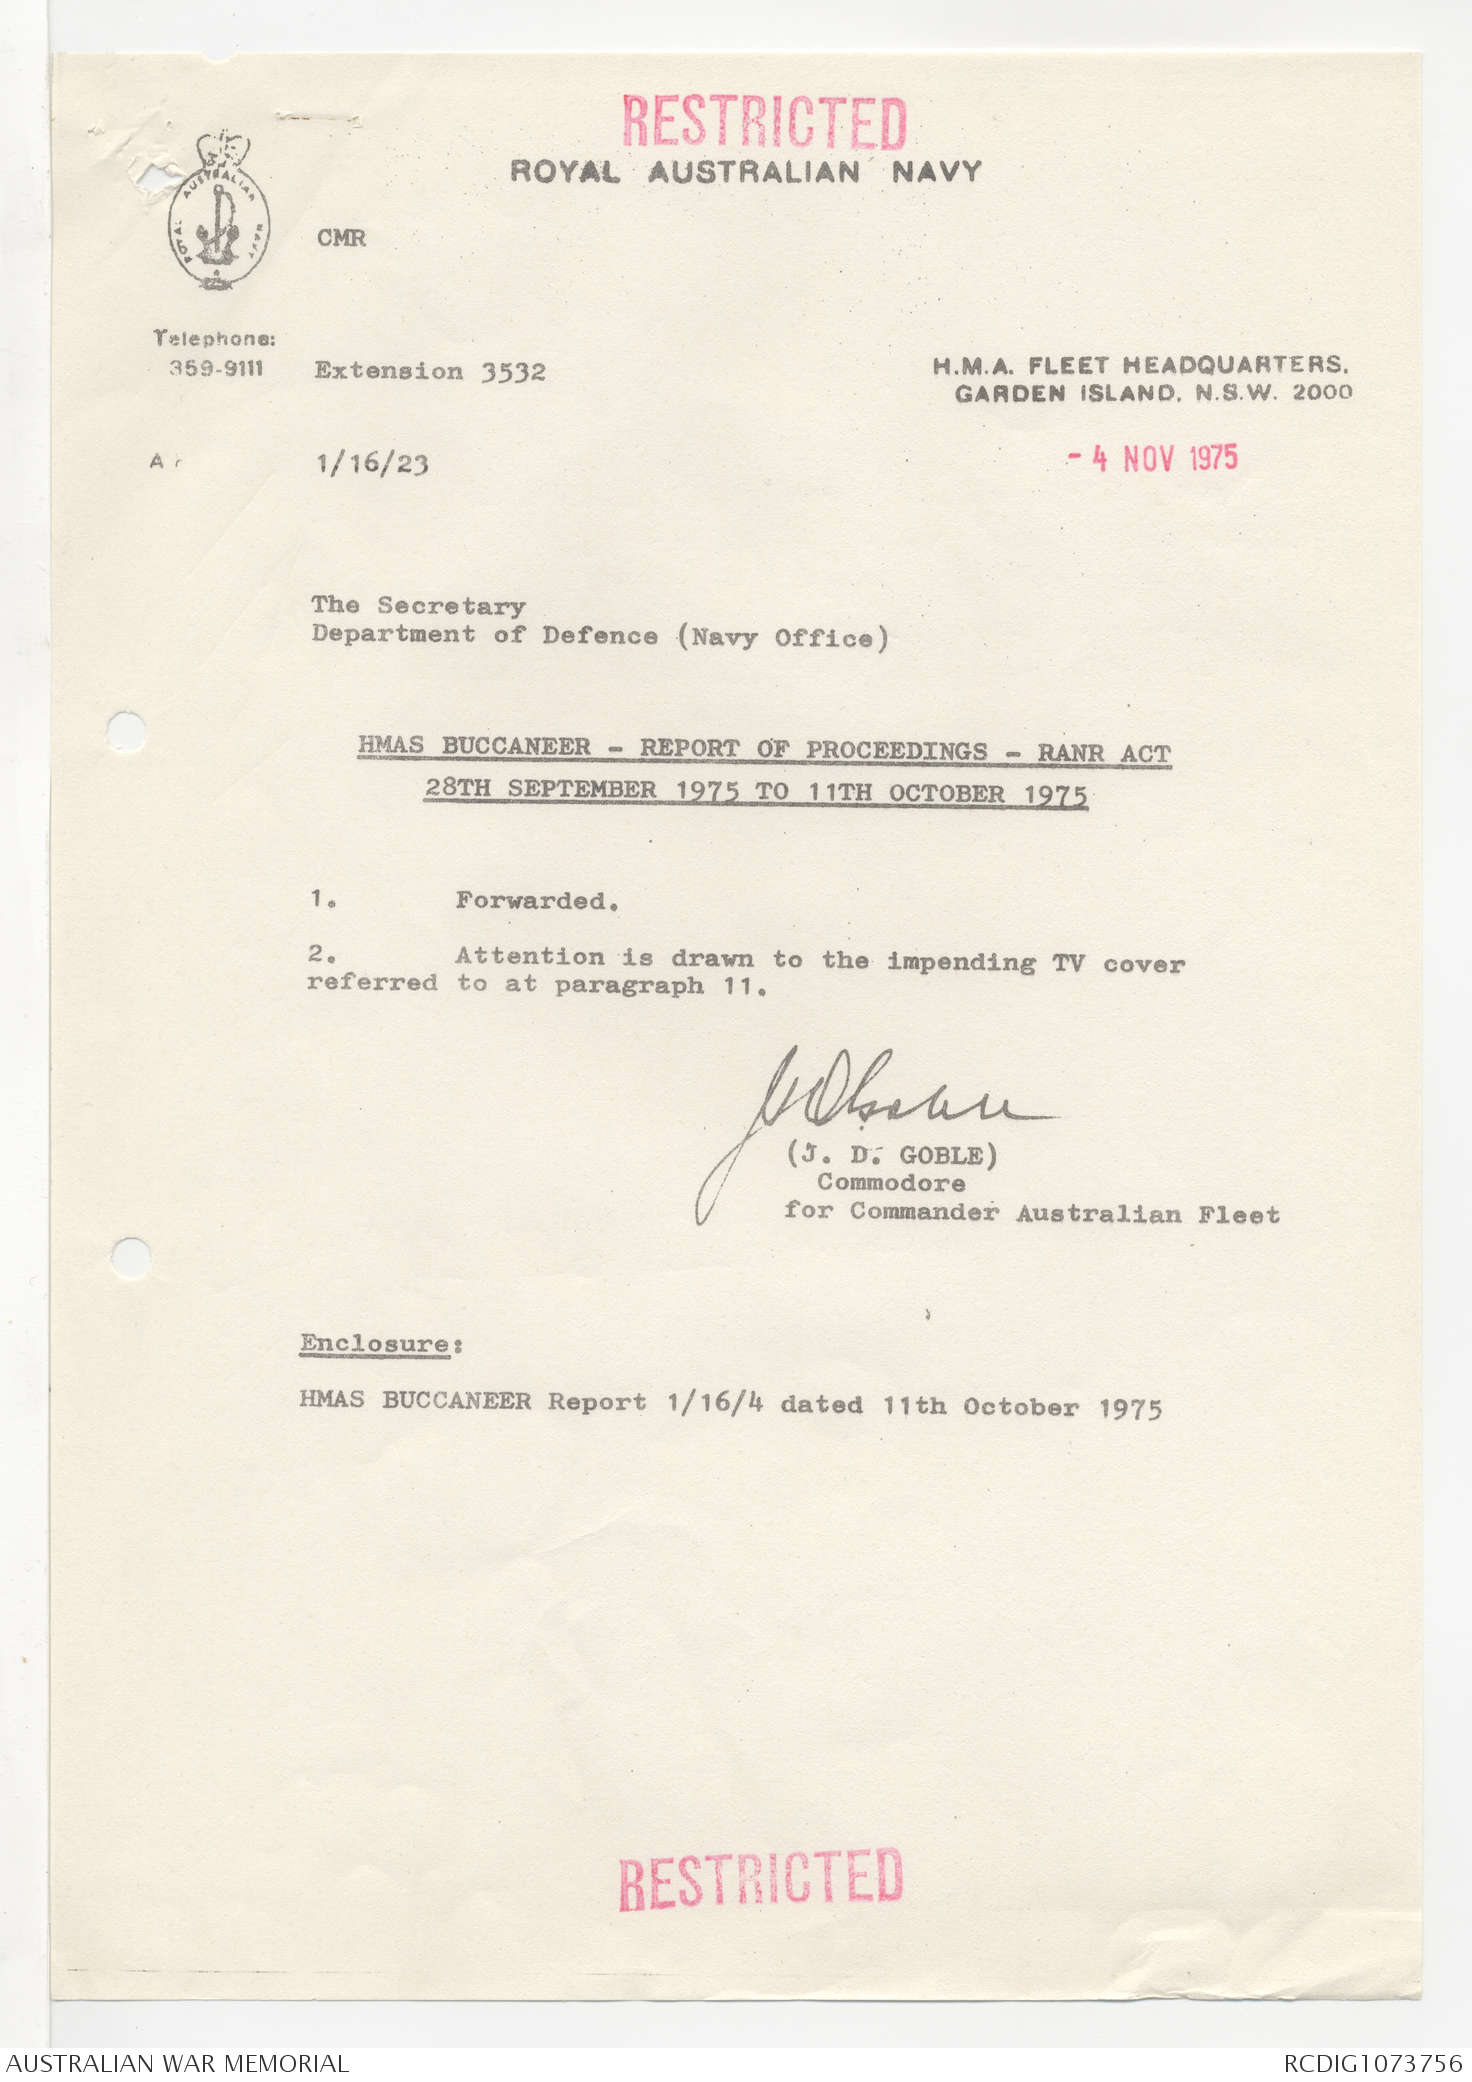 RESTRICTED
ROYAL AUSTRALIAN NAVY
ROYAL AUSTRALIAN NAVY
CMR
Telephone:
359-9111 Extension 3532
H.M.A. FLEET HEADQUARTERS,
GARDEN ISLAND, N.S.W. 2000
1/16/23
- 4 NOV 1975
The Secretary
Department of Defence (Navy Office)
HMAS BUCCANEER - REPORT OF PROCEEDINGS - RANR ACT
28TH SEPTEMBER 1975 TO 11TH OCTOBER 1975
1. Forwarded.
2. Attention is drawn to the impending TV cover
referred to at paragraph 11.
(J. D. GOBLE)
Commodore
for Commander Australian Fleet
Enclosure:
HMAS BUCCANEER Report 1/16/4 dated 11th October 1975
RESTRICTED
AUSTRALIAN WAR MEMORIAL
RCDIG1073756